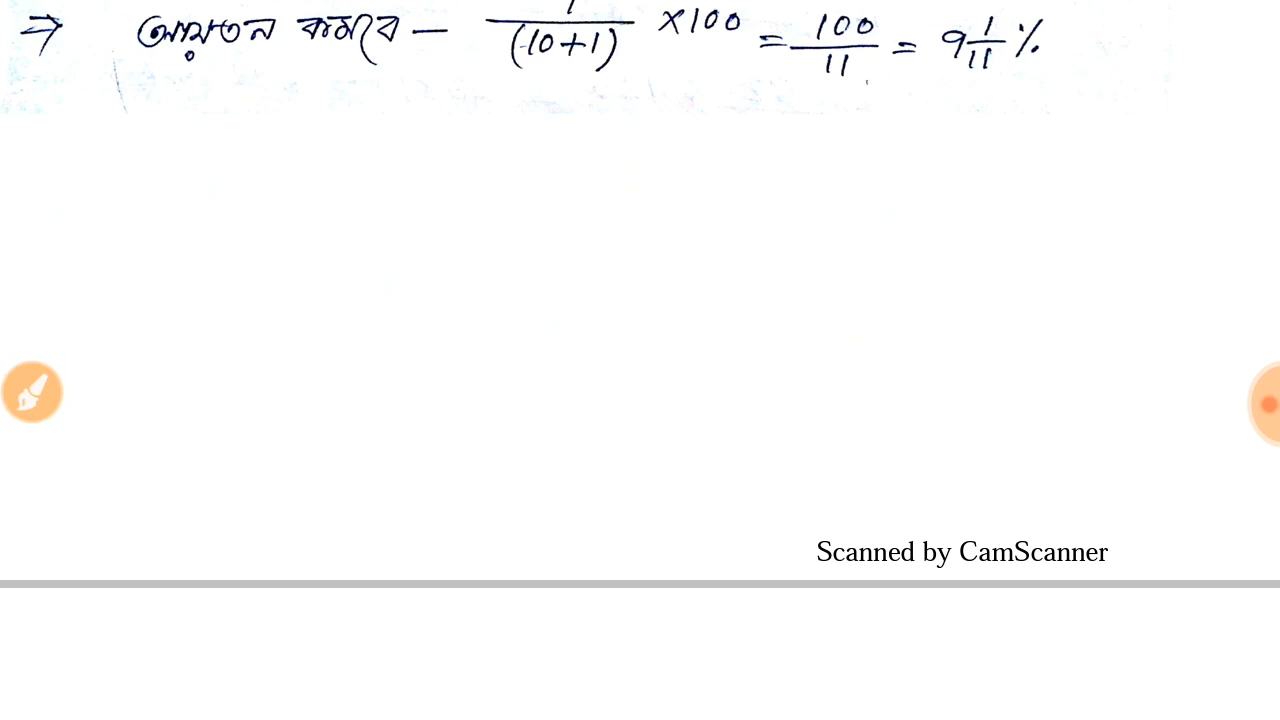 ⇒ আয়তন কমবে — 1/(10+1) ×100 = 100/11 = 9 1/11 %
Scanned by CamScanner